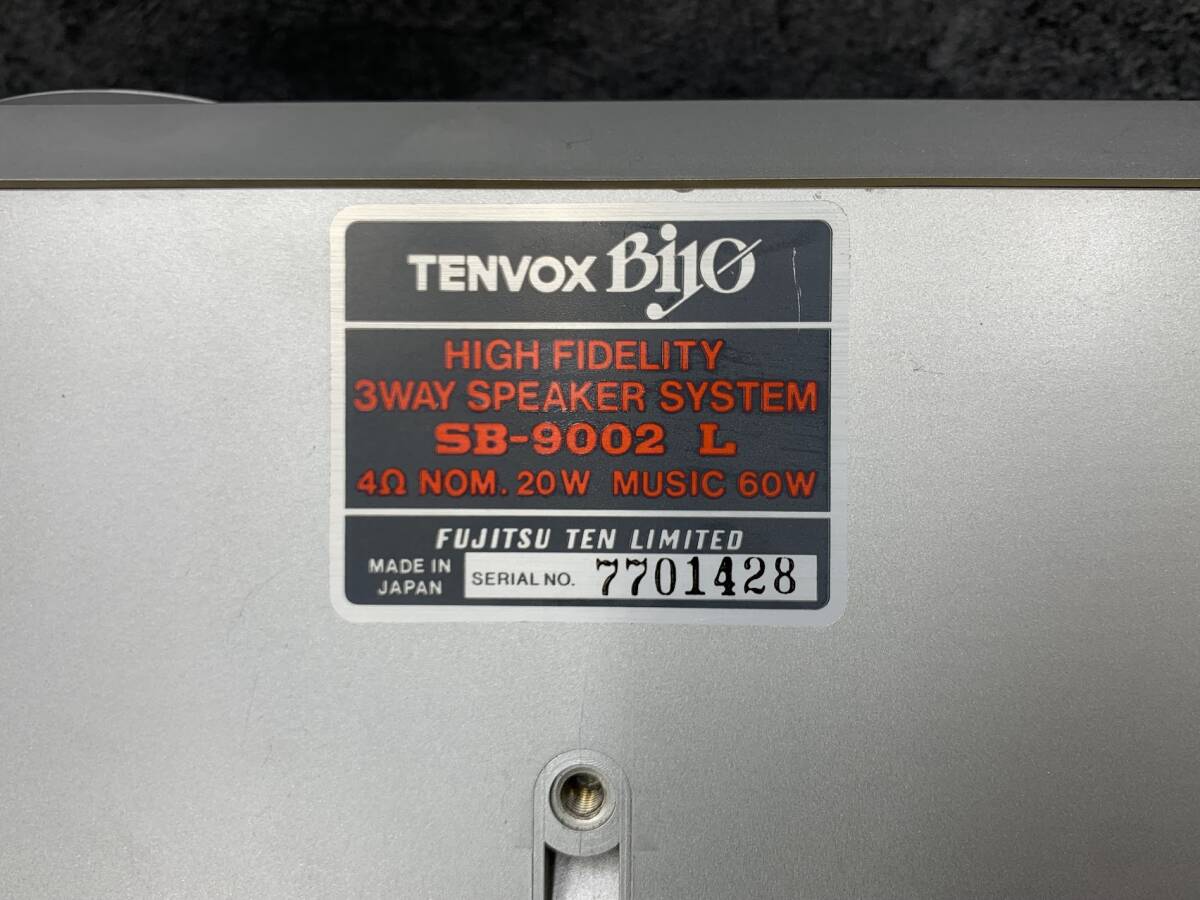 TENVOX Biyo
HIGH FIDELITY
3WAY SPEAKER SYSTEM
SB-9002 L
4Ω NOM. 20W MUSIC 60W
FUJITSU TEN LIMITED
MADE IN
JAPAN
SERIAL NO. 7701428